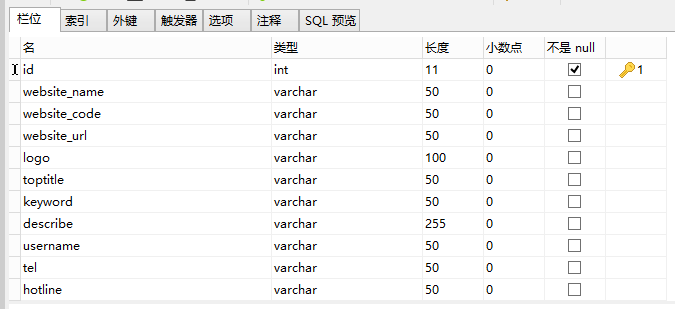 栏位 索引 外键 触发器 选项 注释 SQL 预览
名 类型 长度 小数点 不是 null
id int 11 0 1
website_name varchar 50 0
website_code varchar 50 0
website_url varchar 50 0
logo varchar 100 0
toptitle varchar 50 0
keyword varchar 50 0
describe varchar 255 0
username varchar 50 0
tel varchar 50 0
hotline varchar 50 0